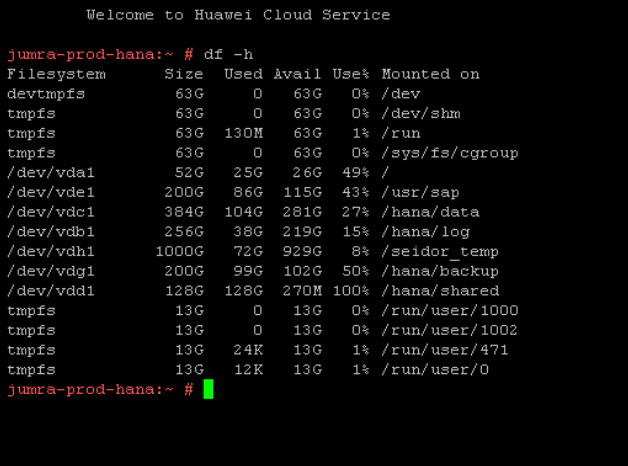 Welcome to Huawei Cloud Service
jumra-prod-hana:~ # df -h
Filesystem Size Used Avail Use% Mounted on
devtmpfs 63G 0 63G 0% /dev
tmpfs 63G 0 63G 0% /dev/shm
tmpfs 63G 130M 63G 1% /run
tmpfs 63G 0 63G 0% /sys/fs/cgroup
/dev/vda1 52G 25G 26G 49% /
/dev/vde1 200G 86G 115G 43% /usr/sap
/dev/vdc1 384G 104G 281G 27% /hana/data
/dev/vdb1 256G 38G 219G 15% /hana/log
/dev/vdh1 1000G 72G 929G 8% /seidor_temp
/dev/vdg1 200G 99G 102G 50% /hana/backup
/dev/vdd1 128G 128G 270M 100% /hana/shared
tmpfs 13G 0 13G 0% /run/user/1000
tmpfs 13G 0 13G 0% /run/user/1002
tmpfs 13G 24K 13G 1% /run/user/471
tmpfs 13G 12K 13G 1% /run/user/0
jumra-prod-hana:~ #